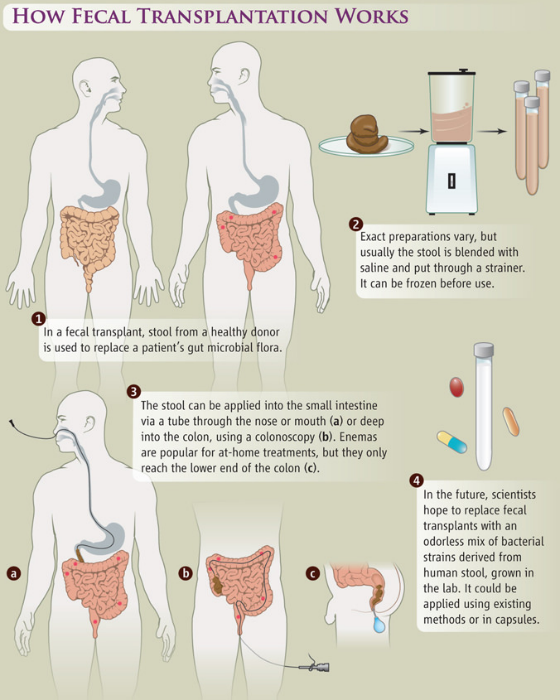 How Fecal Transplantation Works
2
Exact preparations vary, but
usually the stool is blended with
saline and put through a strainer.
It can be frozen before use.
1
In a fecal transplant, stool from a healthy donor
is used to replace a patient's gut microbial flora.
3
The stool can be applied into the small intestine
via a tube through the nose or mouth (a) or deep
into the colon, using a colonoscopy (b). Enemas
are popular for at-home treatments, but they only
reach the lower end of the colon (c).
4
In the future, scientists
hope to replace fecal
transplants with an
odorless mix of bacterial
strains derived from
human stool, grown in
the lab. It could be
applied using existing
methods or in capsules.
a
b
c